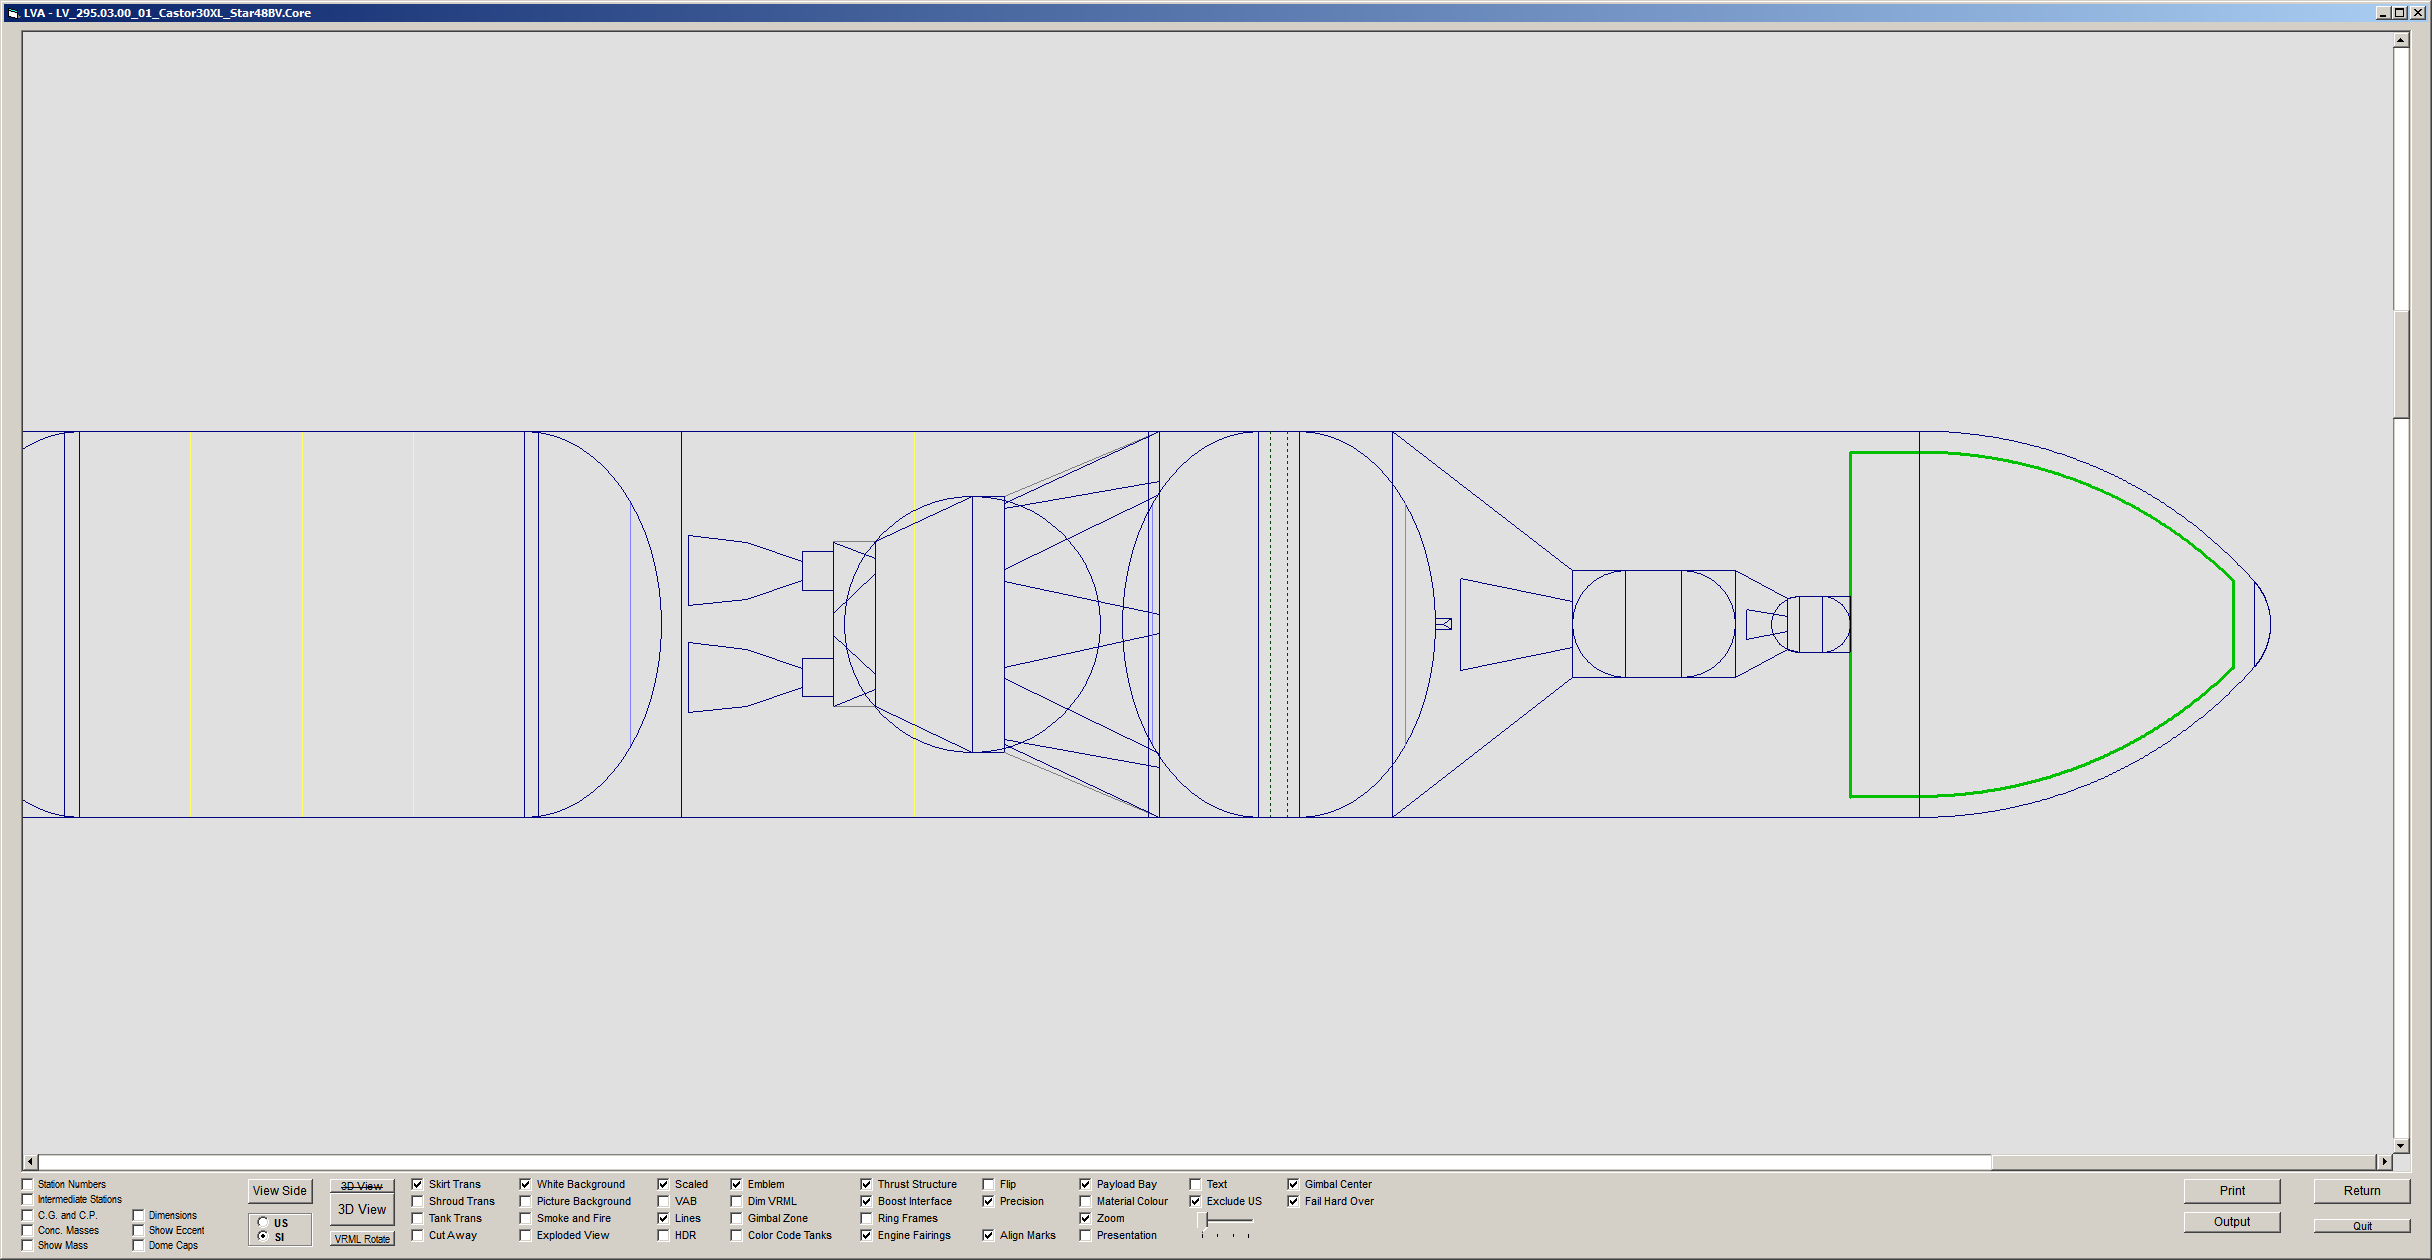 LVA - LV_295.03.00_01_Castor30XL_Star48BV.Core
Station Numbers
Intermediate Stations
C.G. and C.P.
Dimensions
Conc. Masses
Show Eccent
Show Mass
Dome Caps
View Side
US
SI
3D View
3D View
VRML Rotate
Skirt Trans
Shroud Trans
Tank Trans
Cut Away
White Background
Picture Background
Smoke and Fire
Exploded View
Scaled
VAB
Lines
HDR
Emblem
Dim VRML
Gimbal Zone
Color Code Tanks
Thrust Structure
Boost Interface
Ring Frames
Engine Fairings
Flip
Precision
Align Marks
Payload Bay
Material Colour
Zoom
Presentation
Text
Exclude US
Gimbal Center
Fail Hard Over
Print
Output
Return
Quit